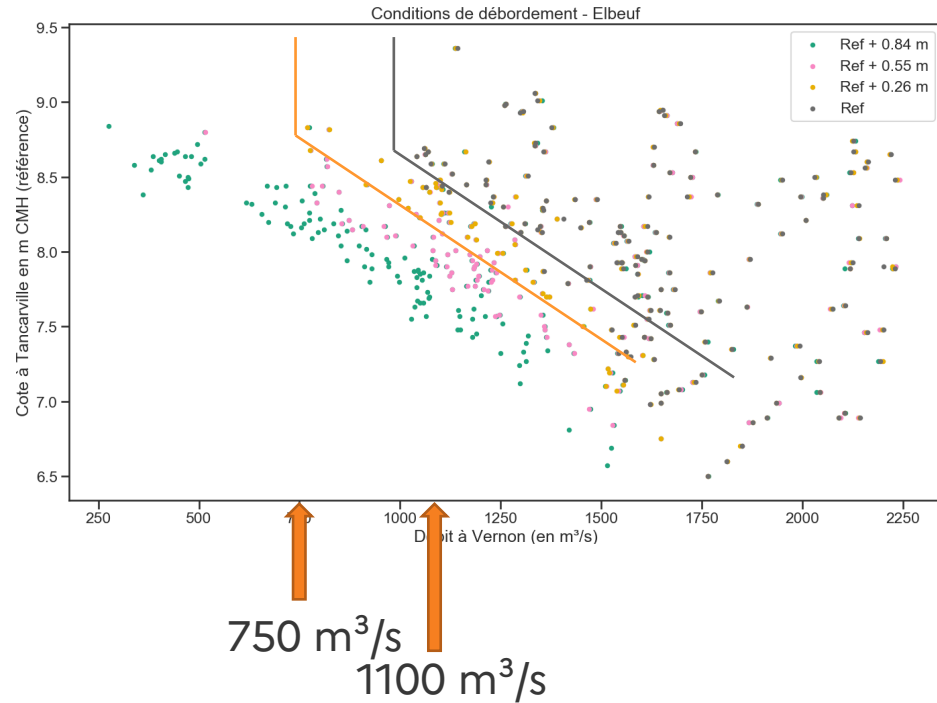 Conditions de débordement - Elbeuf
Ref + 0.84 m
Ref + 0.55 m
Ref + 0.26 m
Ref
Cote à Tancarville en m CMH (référence)
9.5
9.0
8.5
8.0
7.5
7.0
6.5
250 500 750 1000 1250 1500 1750 2000 2250
Débit à Vernon (en m³/s)
750 m³/s
1100 m³/s